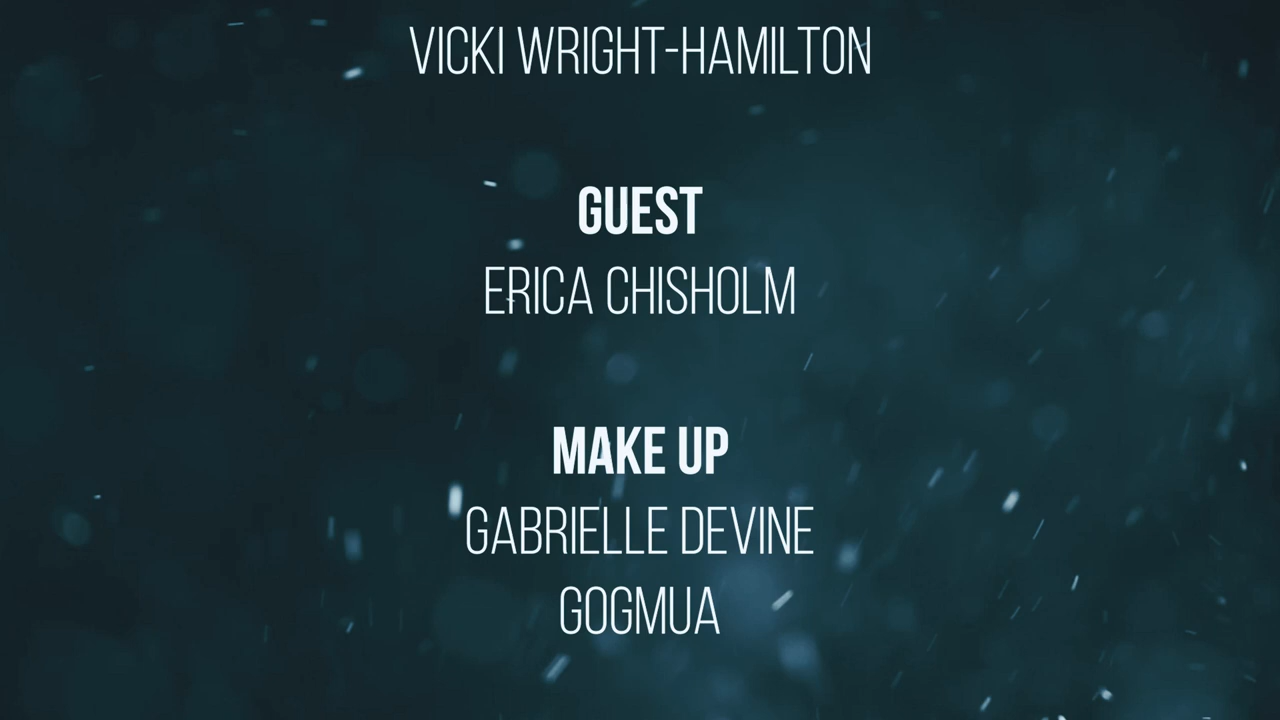 VICKI WRIGHT-HAMILTON
GUEST
ERICA CHISHOLM
MAKE UP
GABRIELLE DEVINE
GOGMUA